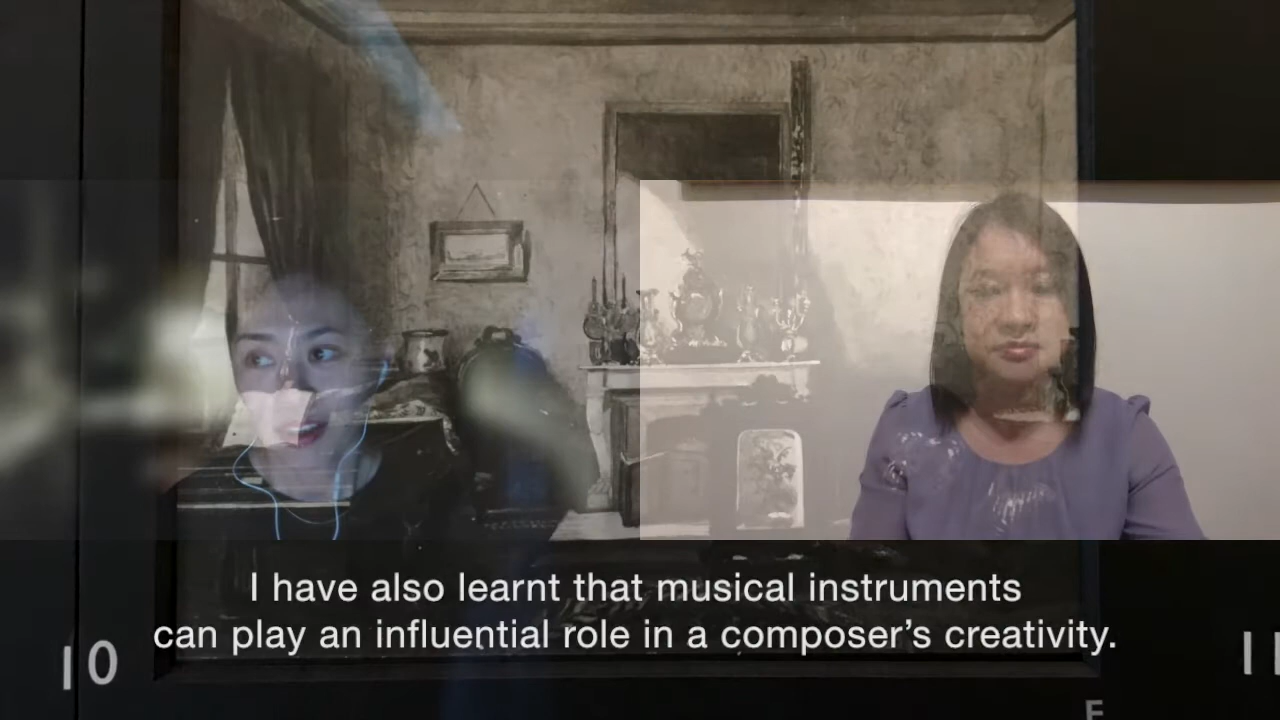 I have also learnt that musical instruments
can play an influential role in a composer's creativity.
10
F